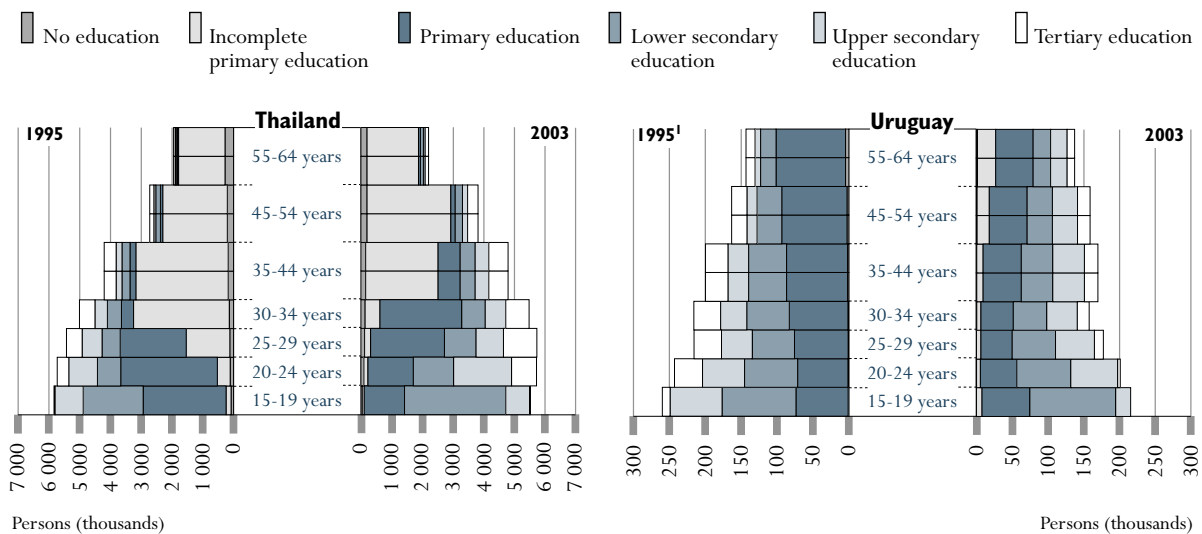 No education
Incomplete
primary education
Primary education
Lower secondary
education
Upper secondary
education
Tertiary education
Thailand
1995
2003
55-64 years
45-54 years
35-44 years
30-34 years
25-29 years
20-24 years
15-19 years
7 000 6 000 5 000 4 000 3 000 2 000 1 000 0
0 1 000 2 000 3 000 4 000 5 000 6 000 7 000
Persons (thousands)
Uruguay
1995¹
2003
55-64 years
45-54 years
35-44 years
30-34 years
25-29 years
20-24 years
15-19 years
300 250 200 150 100 50 0
0 50 100 150 200 250 300
Persons (thousands)